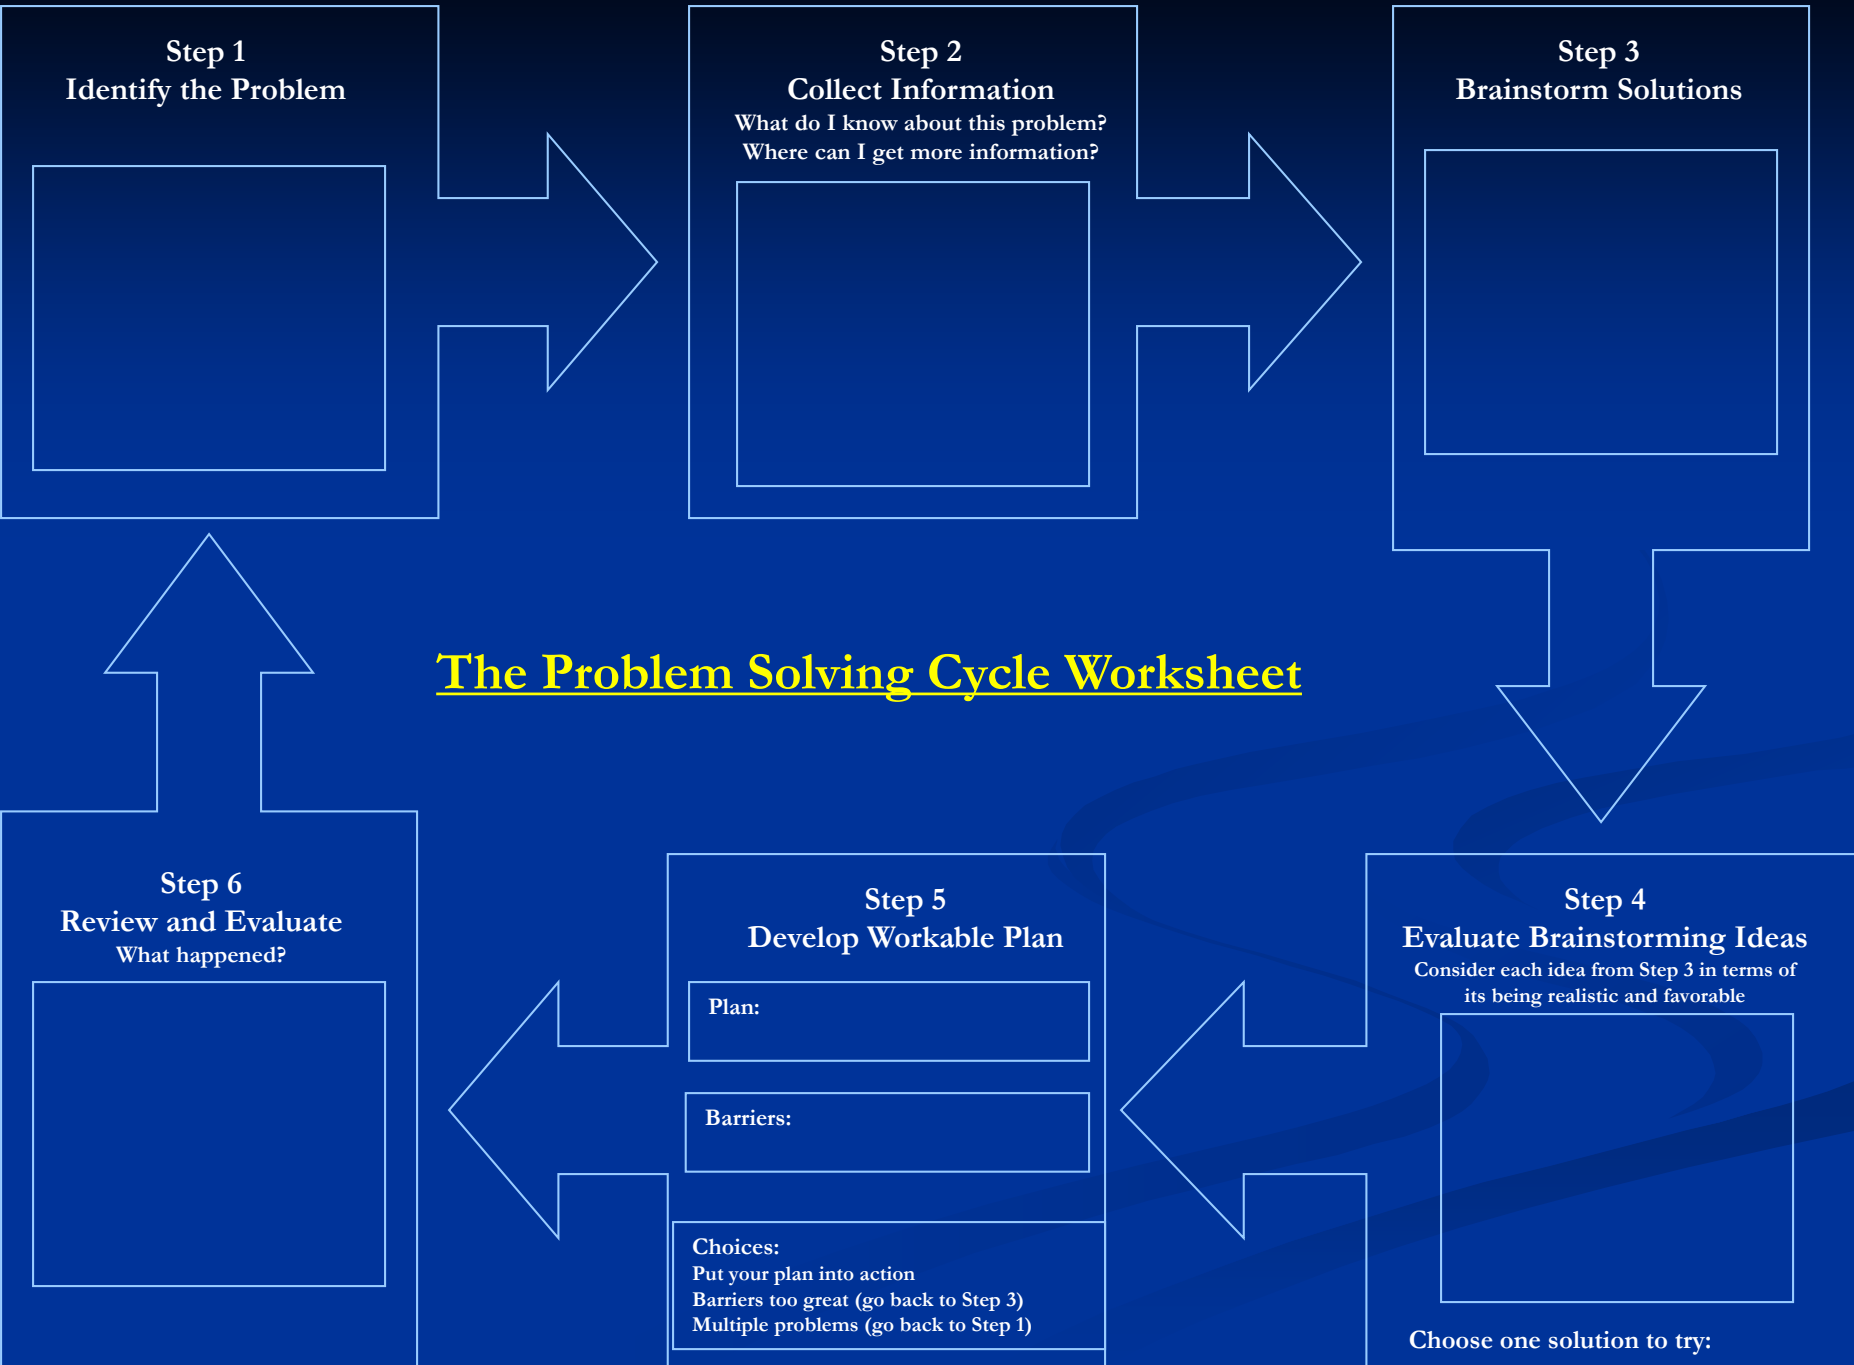 Step 1
Identify the Problem
Step 2
Collect Information
What do I know about this problem?
Where can I get more information?
Step 3
Brainstorm Solutions
The Problem Solving Cycle Worksheet
Step 4
Evaluate Brainstorming Ideas
Consider each idea from Step 3 in terms of
its being realistic and favorable
Choose one solution to try:
Step 5
Develop Workable Plan
Plan:
Barriers:
Choices:
Put your plan into action
Barriers too great (go back to Step 3)
Multiple problems (go back to Step 1)
Step 6
Review and Evaluate
What happened?